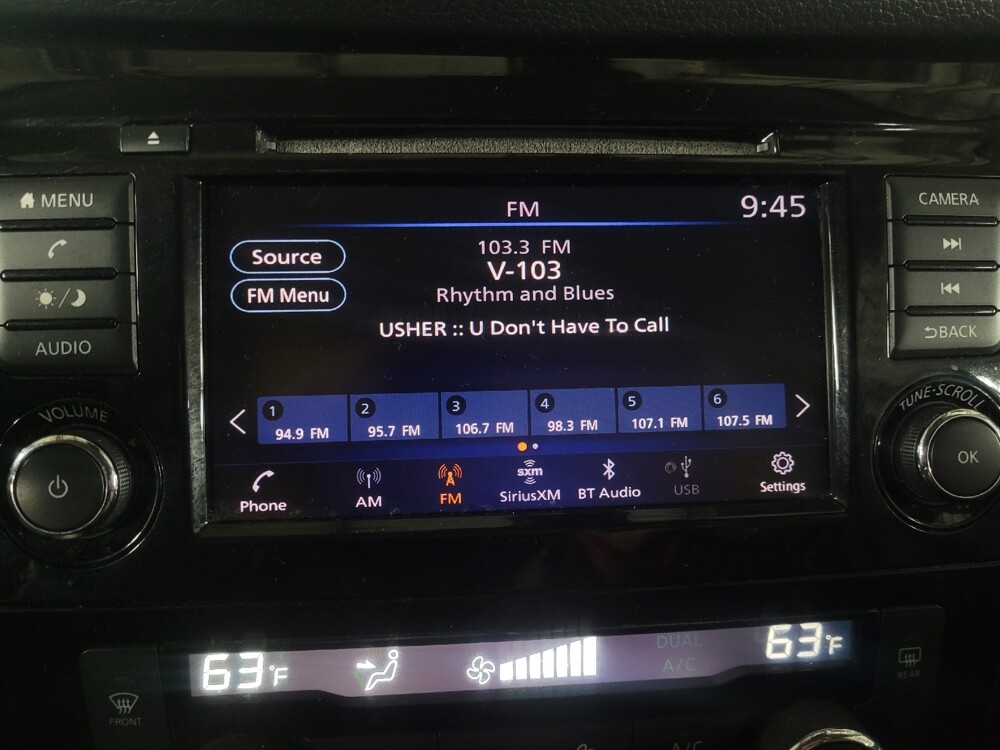 MENU
AUDIO
VOLUME
FM
9:45
Source
FM Menu
103.3 FM
V-103
Rhythm and Blues
USHER :: U Don't Have To Call
1 94.9 FM
2 95.7 FM
3 106.7 FM
4 98.3 FM
5 107.1 FM
6 107.5 FM
Phone
AM
FM
sxm
SiriusXM
BT Audio
USB
Settings
CAMERA
BACK
TUNE·SCROLL
OK
63°F
DUAL
A/C
63°F
FRONT
REAR
A/C